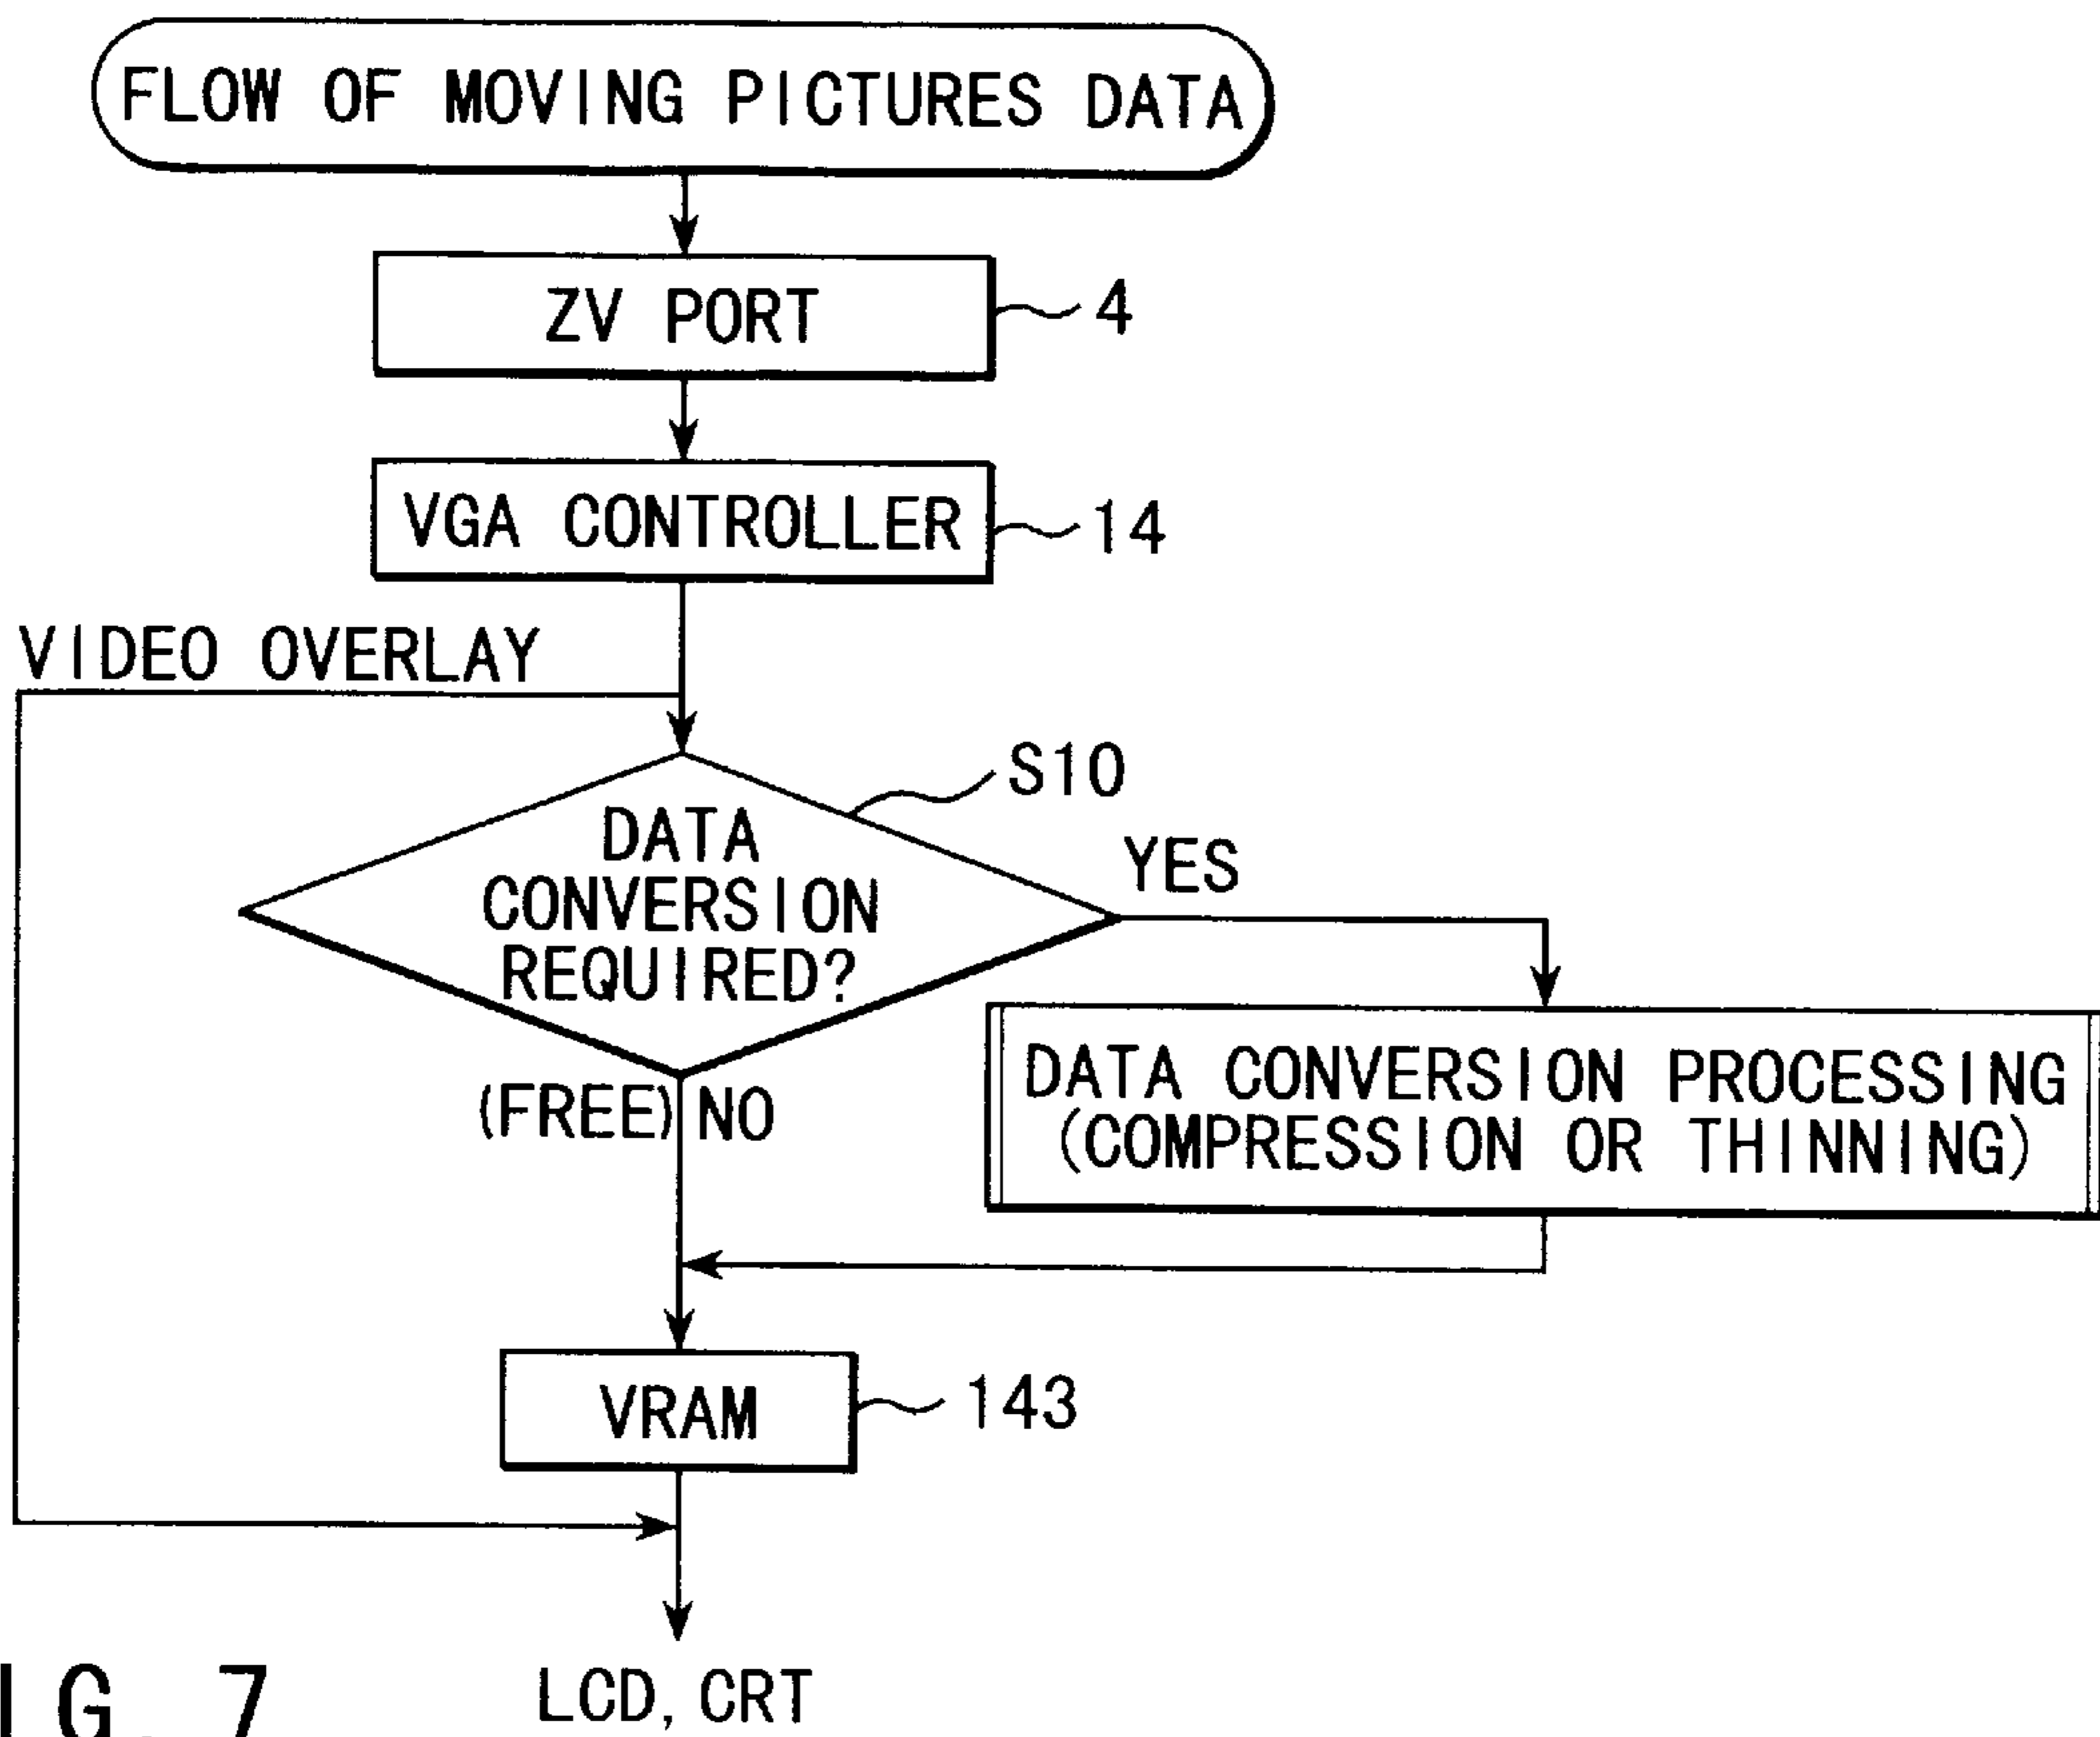 FLOW OF MOVING PICTURES DATA
ZV PORT
4
VGA CONTROLLER
14
VIDEO OVERLAY
S10
DATA
CONVERSION
REQUIRED?
YES
(FREE) NO
DATA CONVERSION PROCESSING
(COMPRESSION OR THINNING)
VRAM
143
LCD, CRT
IG. 7